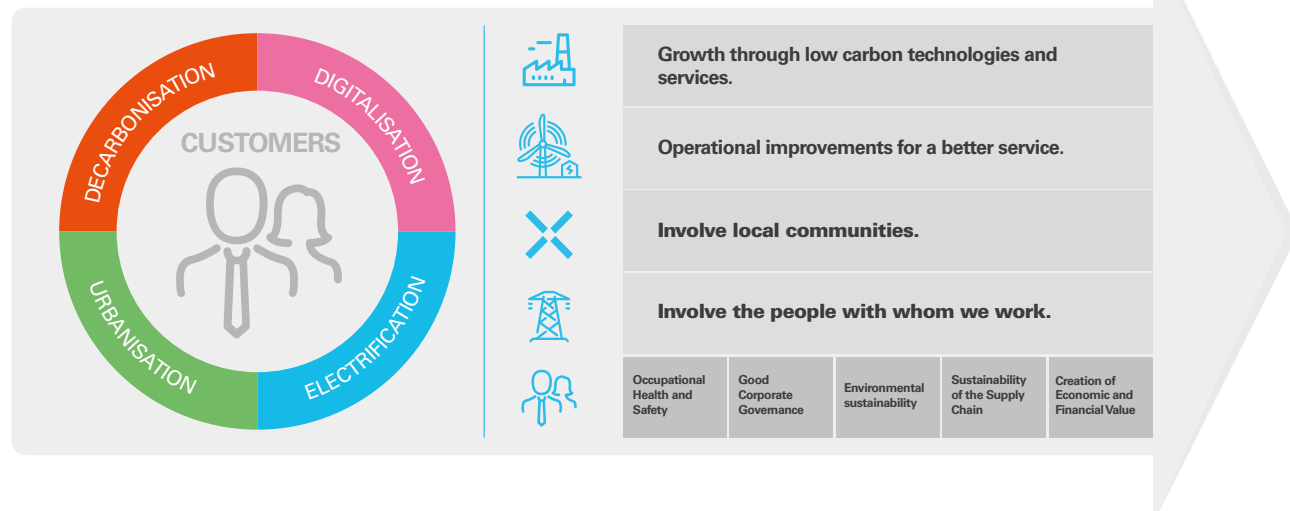 DECARBONISATION
DIGITALISATION
CUSTOMERS
URBANISATION
ELECTRIFICATION
Growth through low carbon technologies and
services.
Operational improvements for a better service.
Involve local communities.
Involve the people with whom we work.
Occupational
Health and
Safety
Good
Corporate
Governance
Environmental
sustainability
Sustainability
of the Supply
Chain
Creation of
Economic and
Financial Value